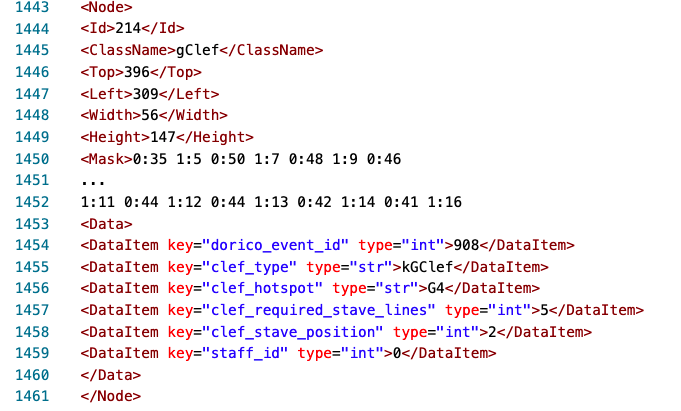 1443 <Node>
1444 <Id>214</Id>
1445 <ClassName>gClef</ClassName>
1446 <Top>396</Top>
1447 <Left>309</Left>
1448 <Width>56</Width>
1449 <Height>147</Height>
1450 <Mask>0:35 1:5 0:50 1:7 0:48 1:9 0:46
1451 ...
1452 1:11 0:44 1:12 0:44 1:13 0:42 1:14 0:41 1:16
1453 <Data>
1454 <DataItem key="dorico_event_id" type="int">908</DataItem>
1455 <DataItem key="clef_type" type="str">kGClef</DataItem>
1456 <DataItem key="clef_hotspot" type="str">G4</DataItem>
1457 <DataItem key="clef_required_stave_lines" type="int">5</DataItem>
1458 <DataItem key="clef_stave_position" type="int">2</DataItem>
1459 <DataItem key="staff_id" type="int">0</DataItem>
1460 </Data>
1461 </Node>